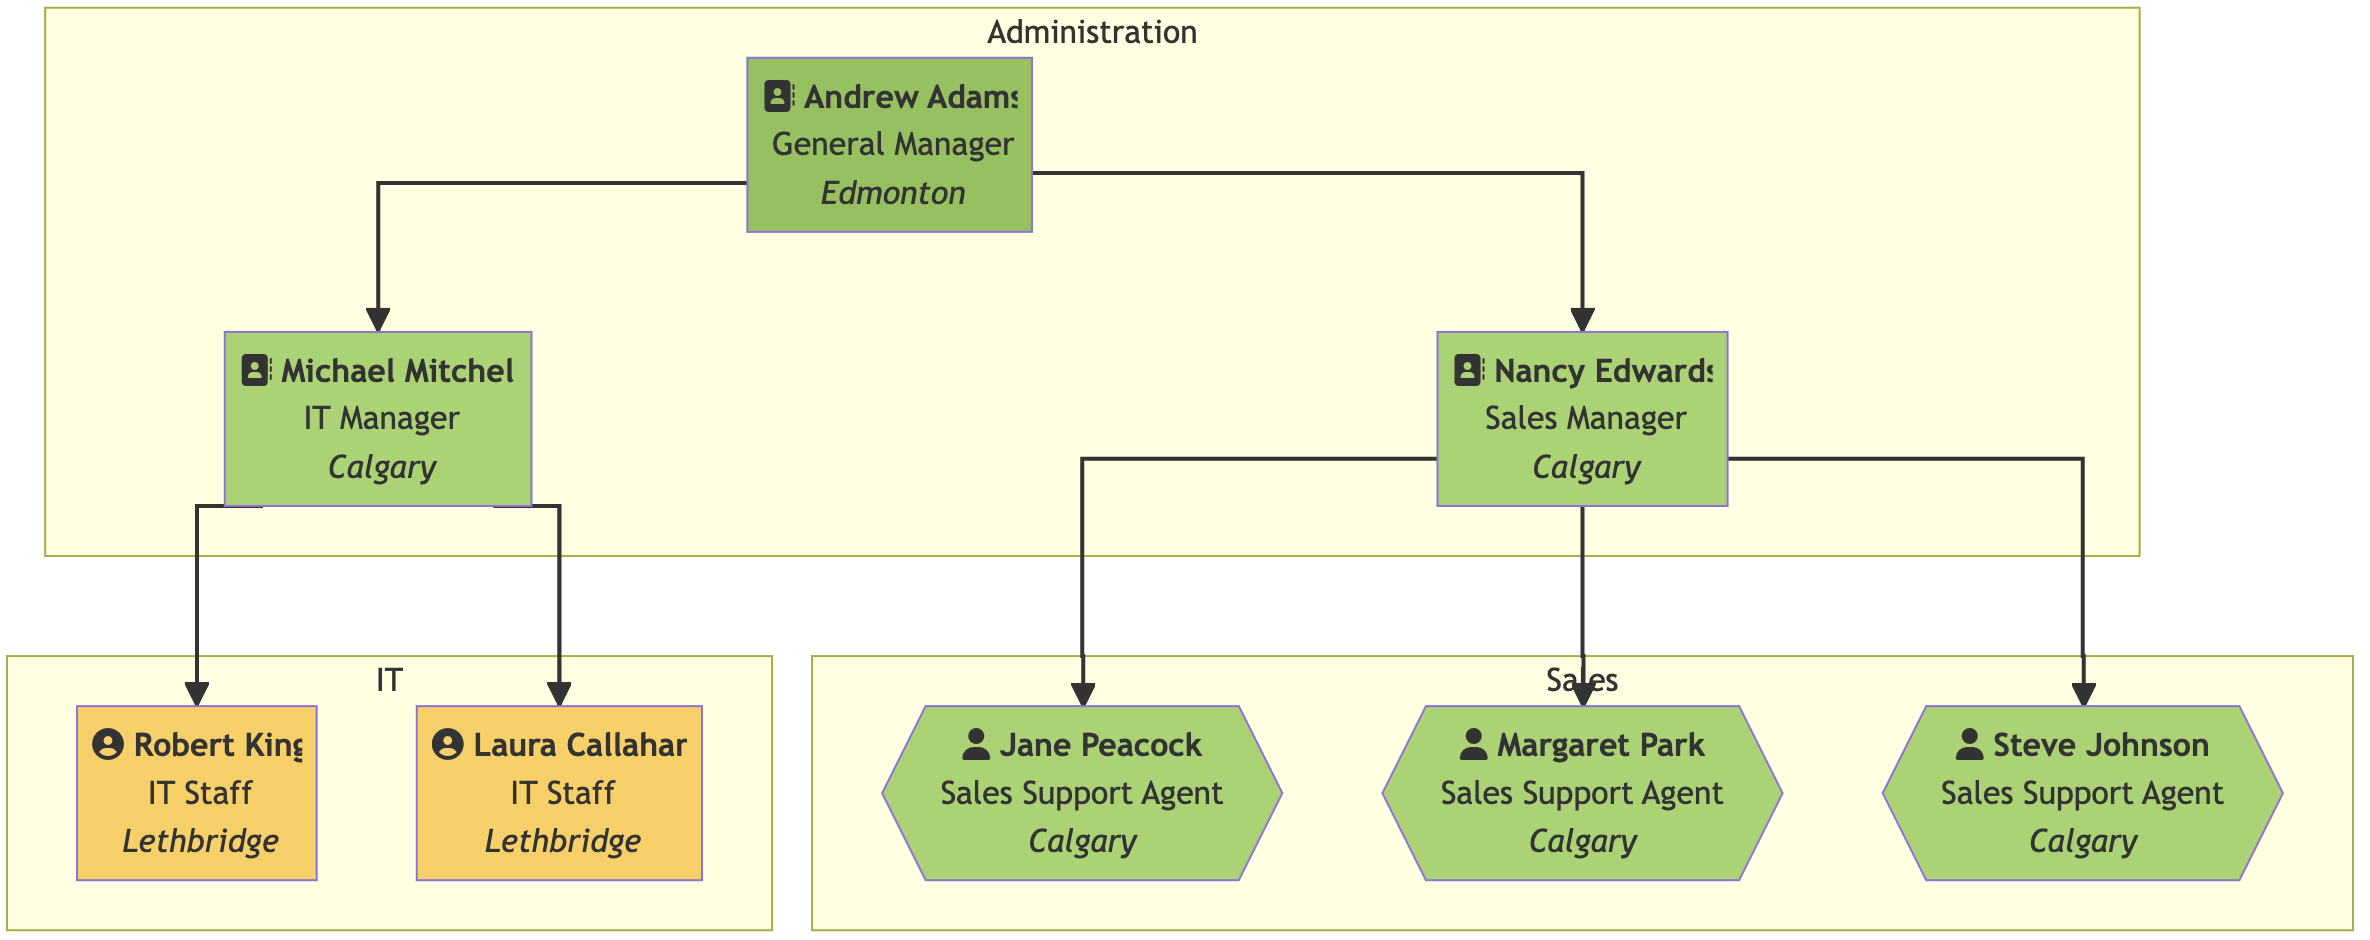 Administration
Andrew Adams
General Manager
Edmonton
Michael Mitchel
IT Manager
Calgary
Nancy Edwards
Sales Manager
Calgary
IT
Sales
Robert King
IT Staff
Lethbridge
Laura Callahan
IT Staff
Lethbridge
Jane Peacock
Sales Support Agent
Calgary
Margaret Park
Sales Support Agent
Calgary
Steve Johnson
Sales Support Agent
Calgary